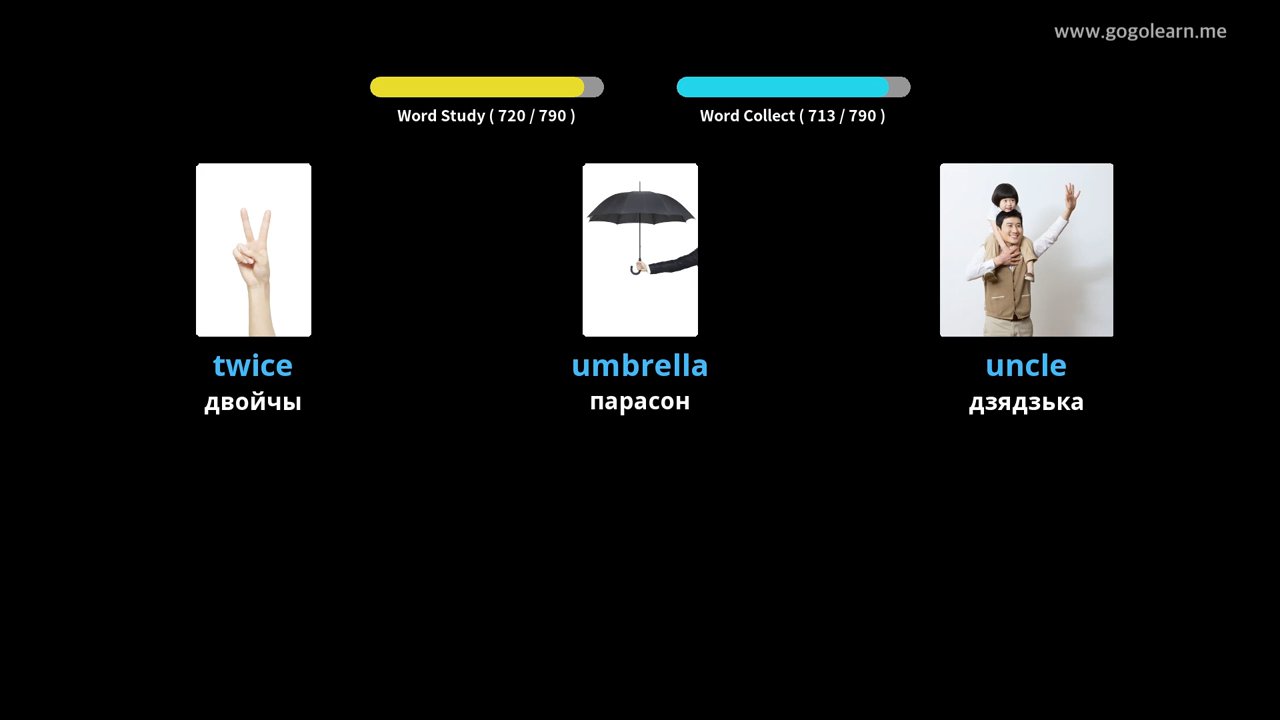 www.gogolearn.me
Word Study ( 720 / 790 )
Word Collect ( 713 / 790 )
twice
umbrella
uncle
двойчы
парасон
дзядзька